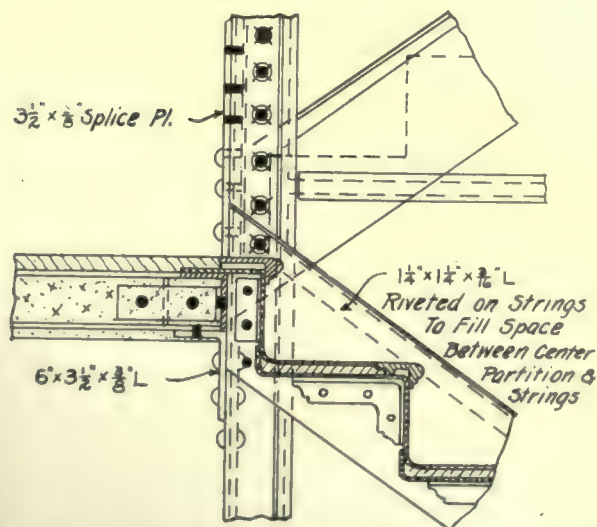 3½" × ⅜" Splice Pl.
1¼" × 1¼" × 3/16" L
Riveted on Strings
To Fill Space
Between Center
Partition &
Strings
6" × 3½" × ⅜" L